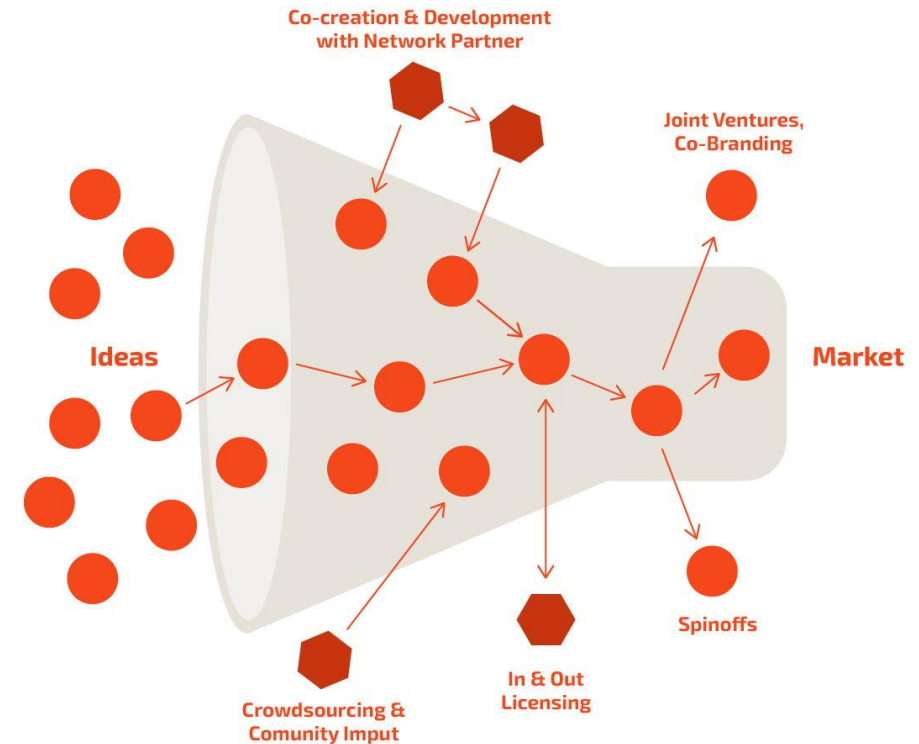 Co-creation & Development
with Network Partner
Joint Ventures,
Co-Branding
Ideas
Market
Spinoffs
In & Out
Licensing
Crowdsourcing &
Comunity Imput